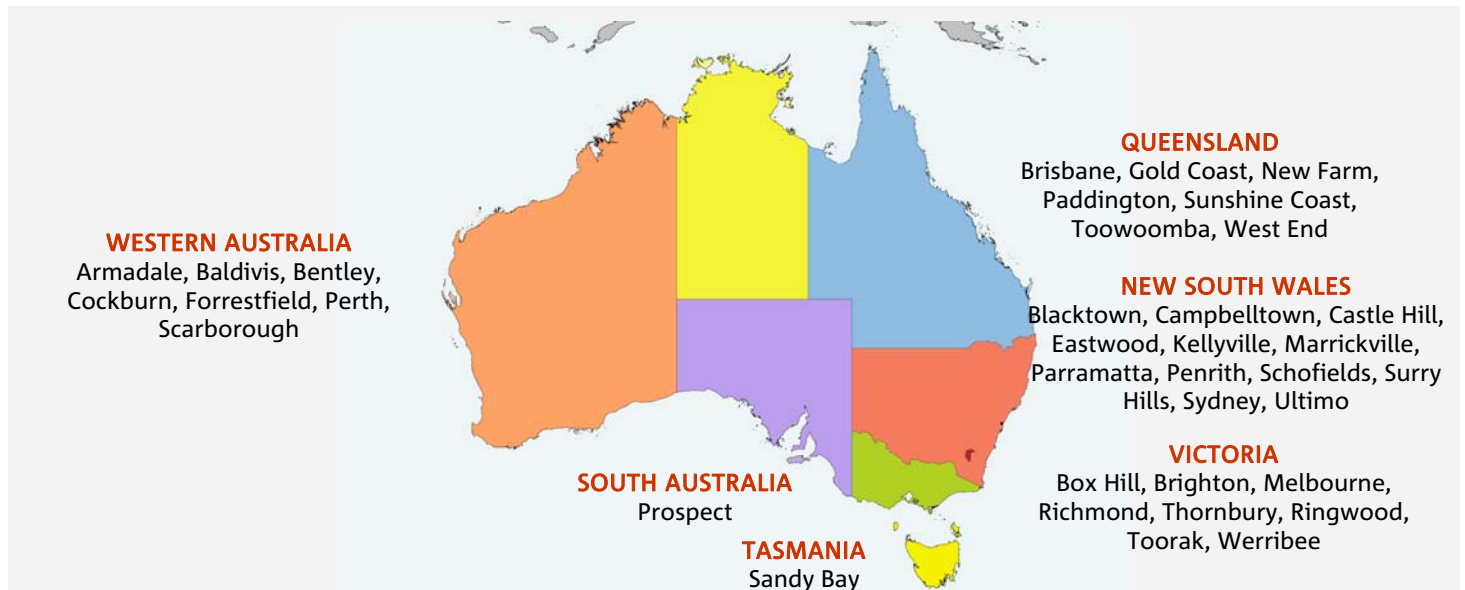 WESTERN AUSTRALIA
Armadale, Baldivis, Bentley,
Cockburn, Forrestfield, Perth,
Scarborough
QUEENSLAND
Brisbane, Gold Coast, New Farm,
Paddington, Sunshine Coast,
Toowoomba, West End
NEW SOUTH WALES
Blacktown, Campbelltown, Castle Hill,
Eastwood, Kellyville, Marrickville,
Parramatta, Penrith, Schofields, Surry
Hills, Sydney, Ultimo
VICTORIA
Box Hill, Brighton, Melbourne,
Richmond, Thornbury, Ringwood,
Toorak, Werribee
SOUTH AUSTRALIA
Prospect
TASMANIA
Sandy Bay